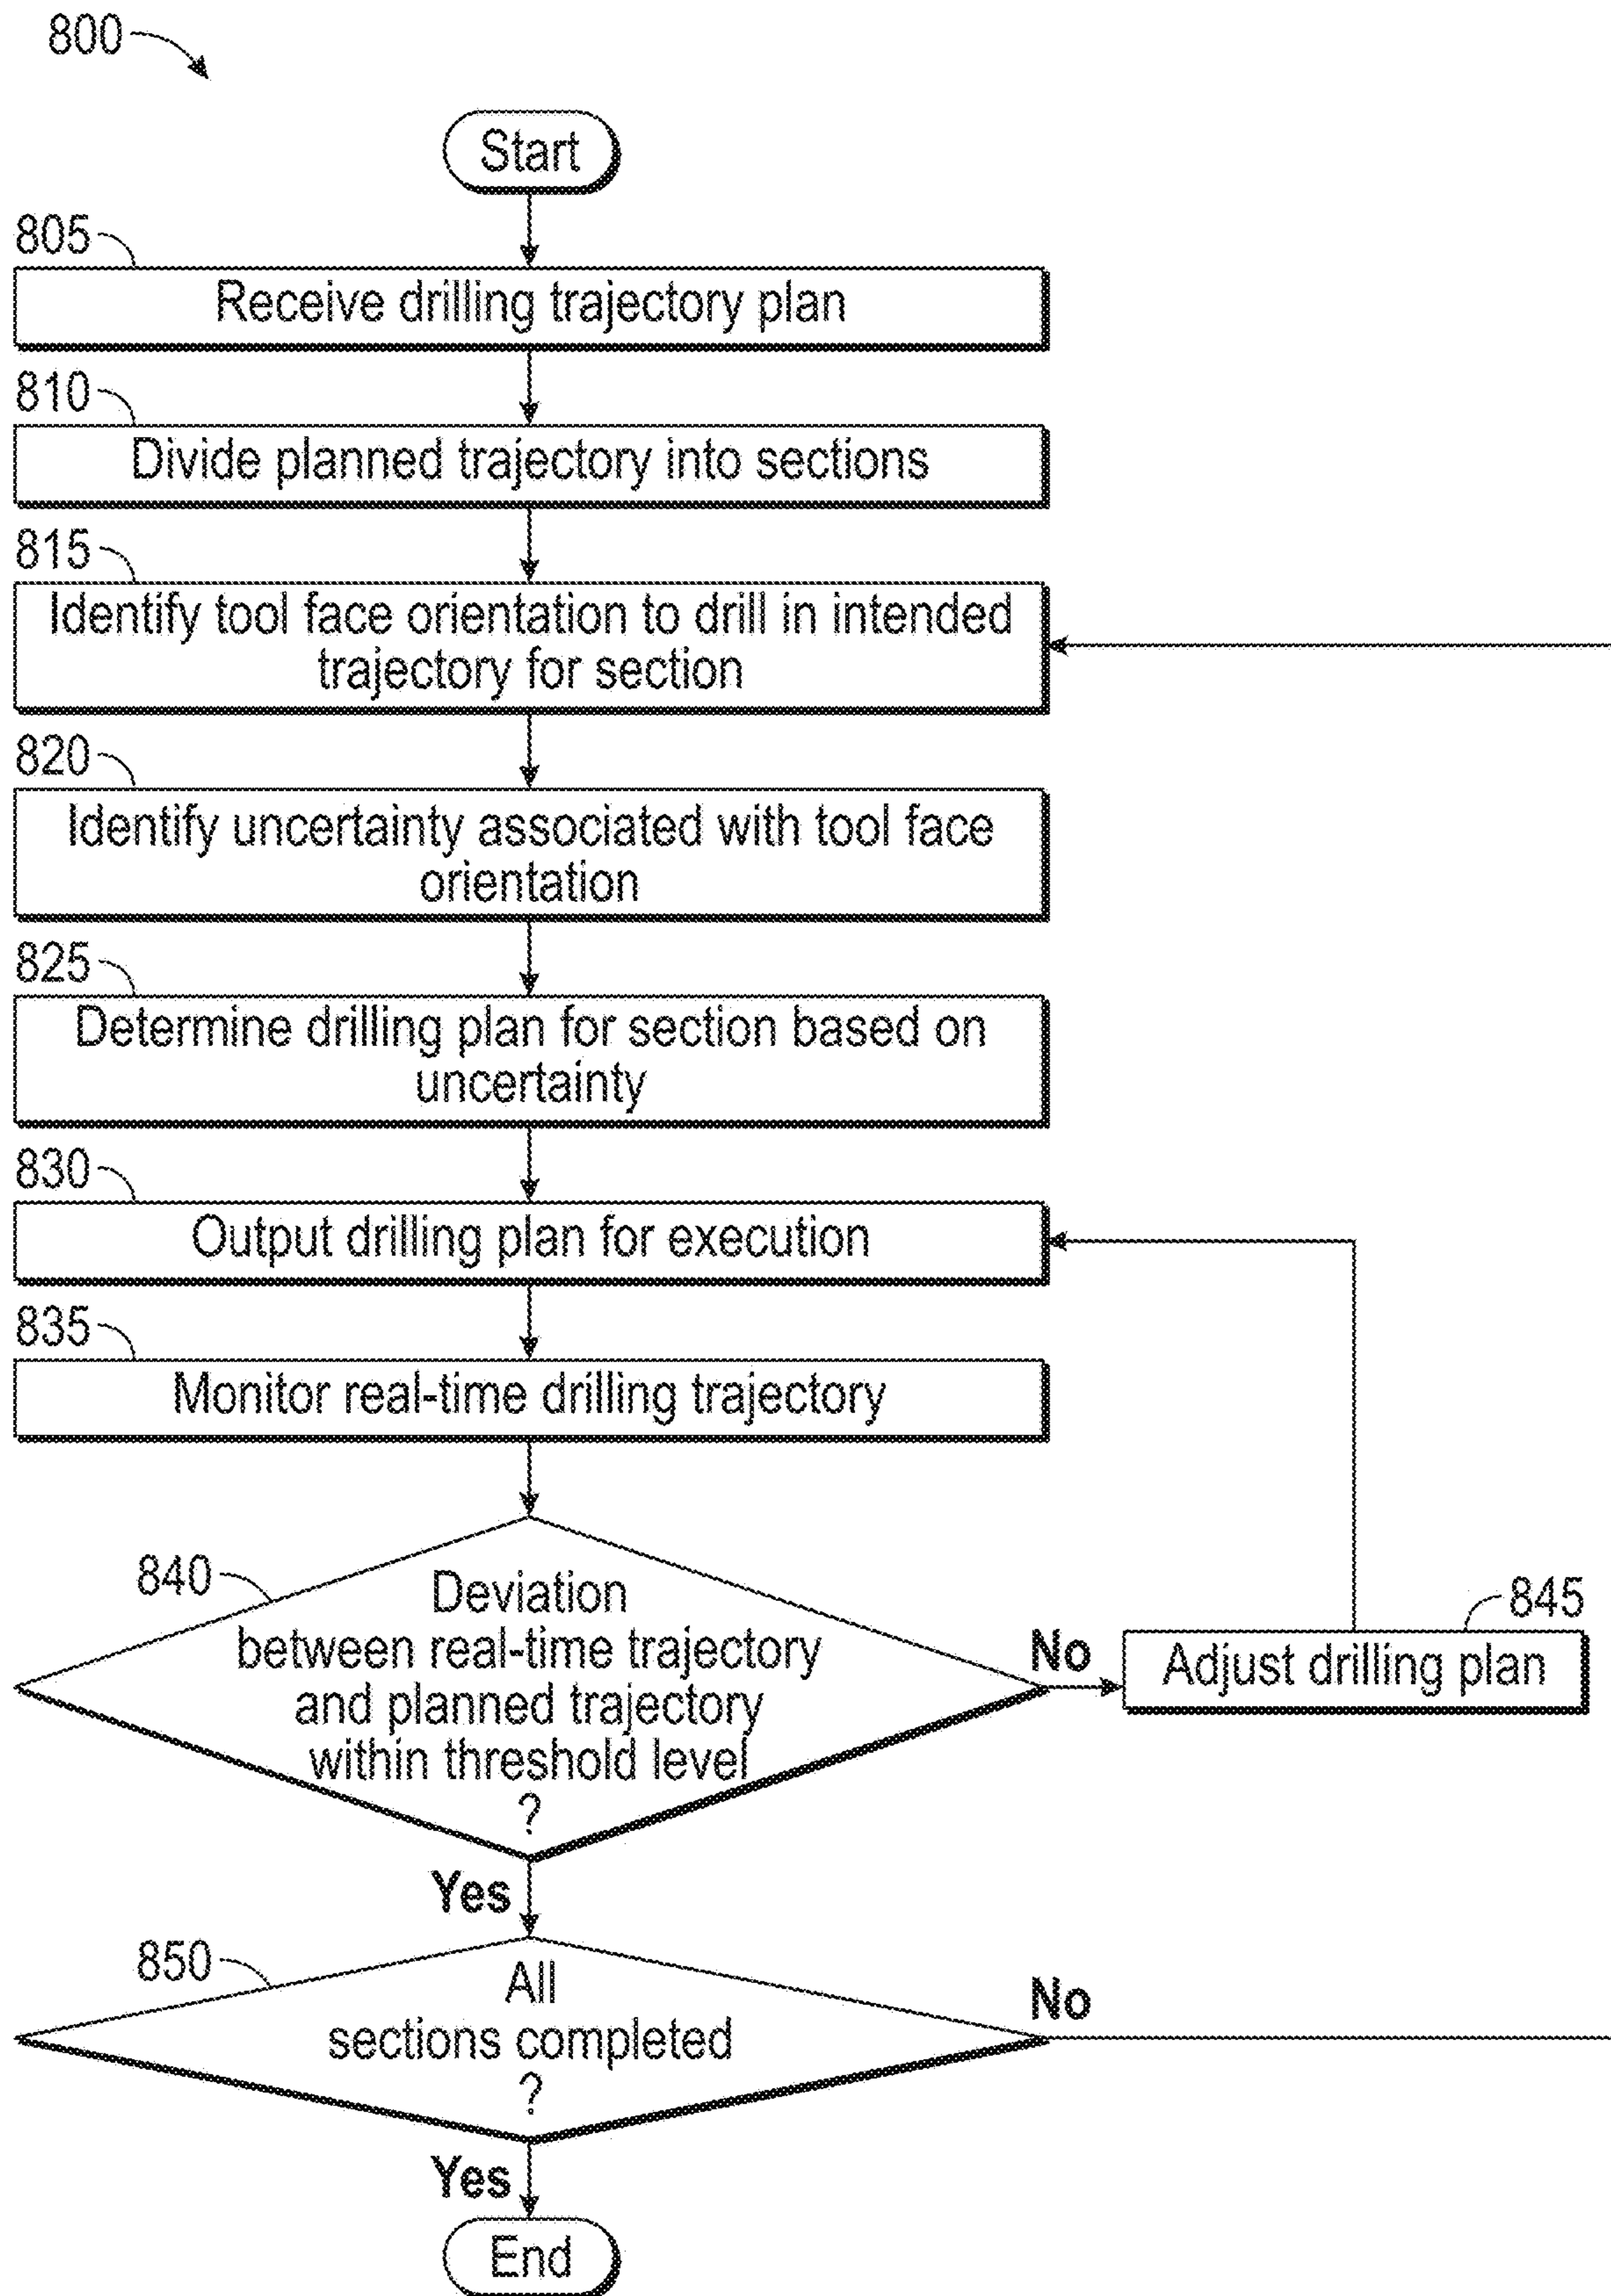 800
Start
805
Receive drilling trajectory plan
810
Divide planned trajectory into sections
815
Identify tool face orientation to drill in intended
trajectory for section
820
Identify uncertainty associated with tool face
orientation
825
Determine drilling plan for section based on
uncertainty
830
Output drilling plan for execution
835
Monitor real-time drilling trajectory
840
Deviation
between real-time trajectory
and planned trajectory
within threshold level
?
No
845
Adjust drilling plan
Yes
850
All
sections completed
?
No
Yes
End